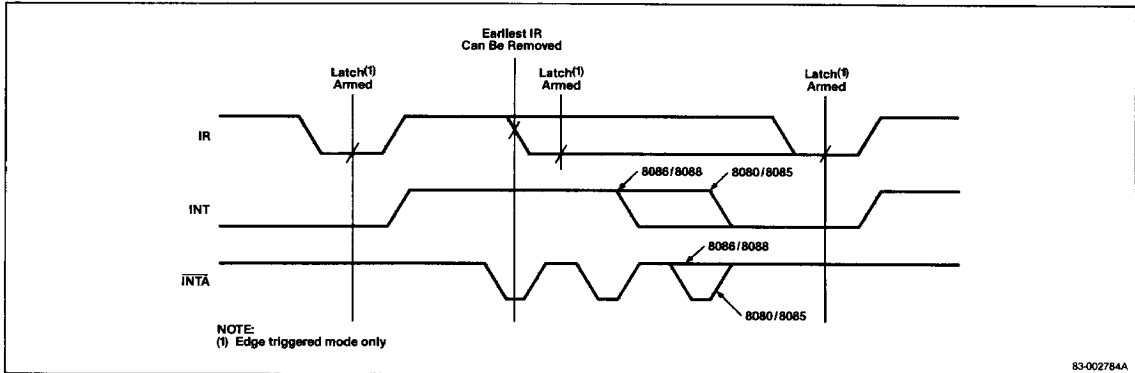 Earliest IR
Can Be Removed
Latch(1)
Armed
Latch(1)
Armed
Latch(1)
Armed
IR
8086/8088
8080/8085
INT
8086/8088
INTA
8080/8085
NOTE:
(1) Edge triggered mode only
83-002784A